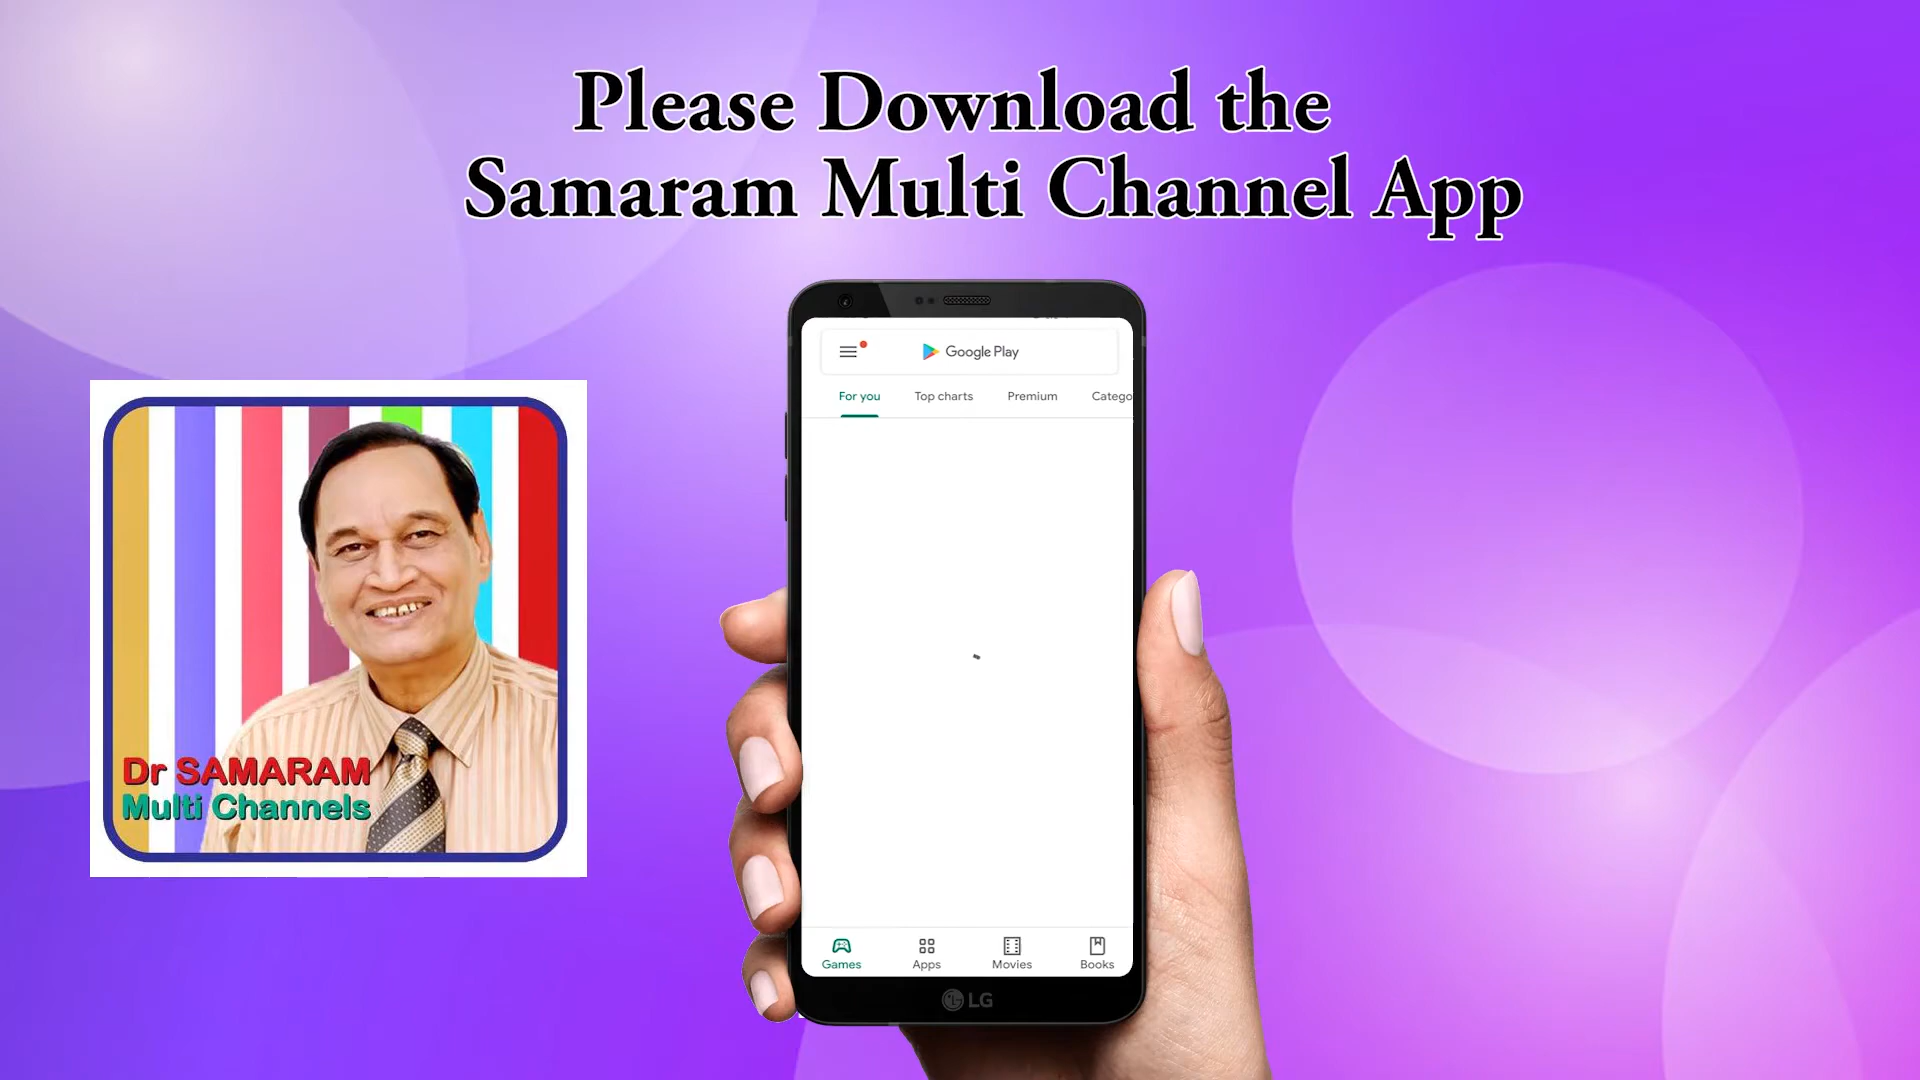 Please Download the
Samaram Multi Channel App
Google Play
For you
Top charts
Premium
Catego
Dr SAMARAM
Multi Channels
Games
Apps
Movies
Books
LG